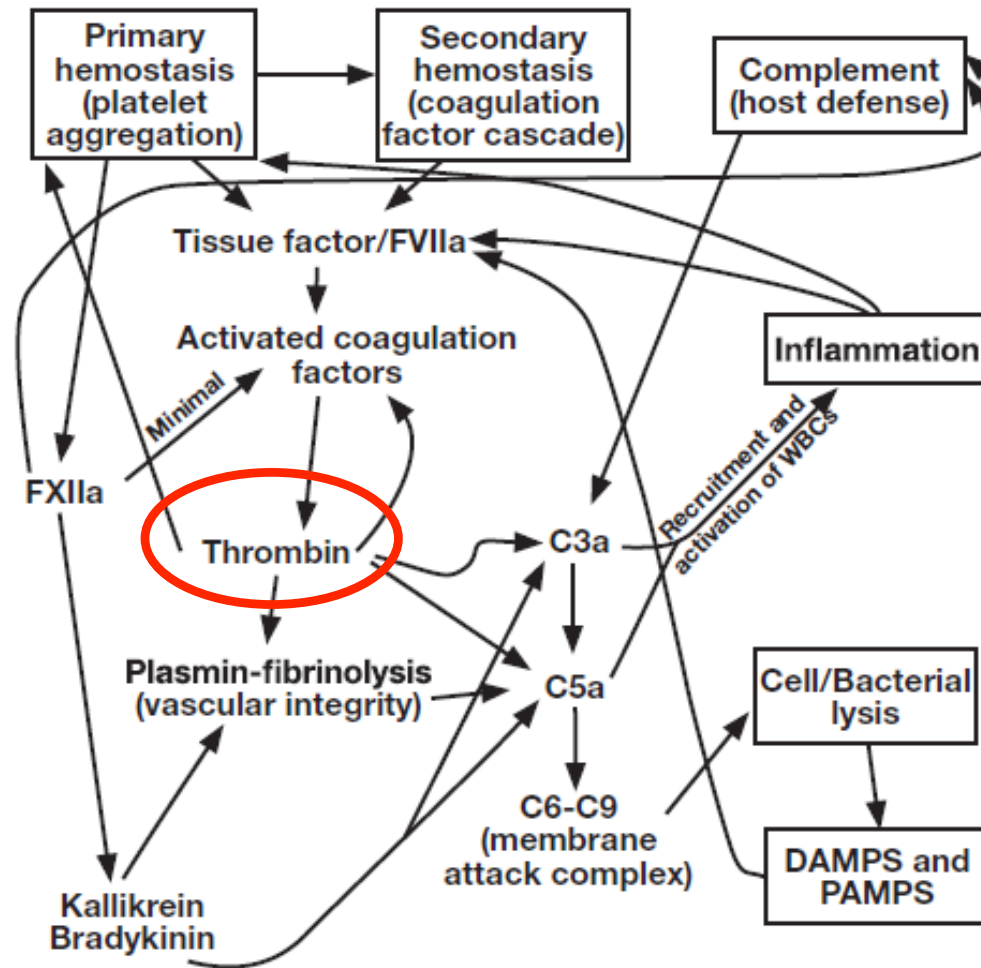 Primary
hemostasis
(platelet
aggregation)
Secondary
hemostasis
(coagulation
factor cascade)
Complement
(host defense)
Tissue factor/FVIIa
Activated coagulation
factors
Inflammation
Minimal
Recruitment and
activation of WBCs
FXIIa
Thrombin
C3a
Plasmin-fibrinolysis
(vascular integrity)
C5a
Cell/Bacterial
lysis
C6-C9
(membrane
attack complex)
DAMPS and
PAMPS
Kallikrein
Bradykinin